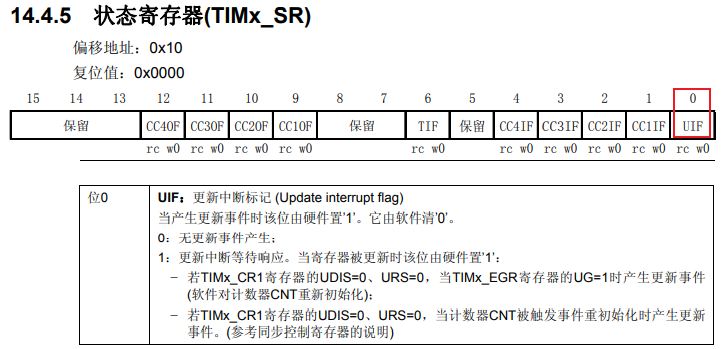 14.4.5 状态寄存器(TIMx_SR)
偏移地址：0x10
复位值：0x0000
15 14 13 12 11 10 9 8 7 6 5 4 3 2 1 0
保留 CC4OF CC3OF CC2OF CC1OF 保留 TIF 保留 CC4IF CC3IF CC2IF CC1IF UIF
rc w0 rc w0 rc w0 rc w0 rc w0 rc w0 rc w0 rc w0 rc w0 rc w0
位0 UIF：更新中断标记 (Update interrupt flag)
当产生更新事件时该位由硬件置’1’。它由软件清’0’。
0：无更新事件产生；
1：更新中断等待响应。当寄存器被更新时该位由硬件置’1’：
− 若TIMx_CR1寄存器的UDIS=0、URS=0，当TIMx_EGR寄存器的UG=1时产生更新事件
(软件对计数器CNT重新初始化)；
− 若TIMx_CR1寄存器的UDIS=0、URS=0，当计数器CNT被触发事件重初始化时产生更新
事件。(参考同步控制寄存器的说明)